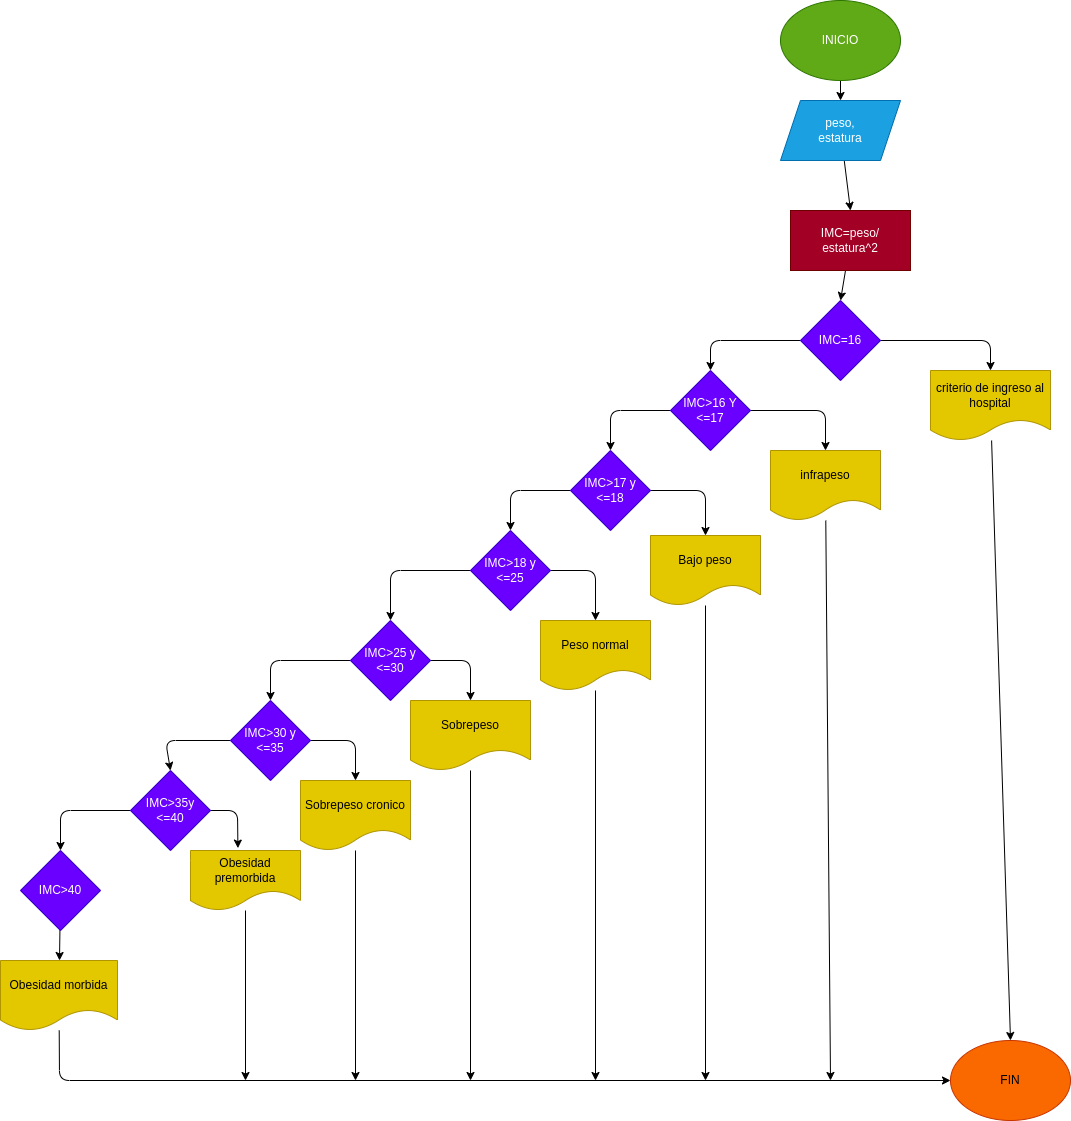 INICIO
peso,
estatura
IMC=peso/
estatura^2
IMC=16
criterio de ingreso al
hospital
IMC>16 Y
<=17
infrapeso
IMC>17 y
<=18
Bajo peso
IMC>18 y
<=25
Peso normal
IMC>25 y
<=30
Sobrepeso
IMC>30 y
<=35
Sobrepeso cronico
IMC>35y
<=40
Obesidad
premorbida
IMC>40
Obesidad morbida
FIN